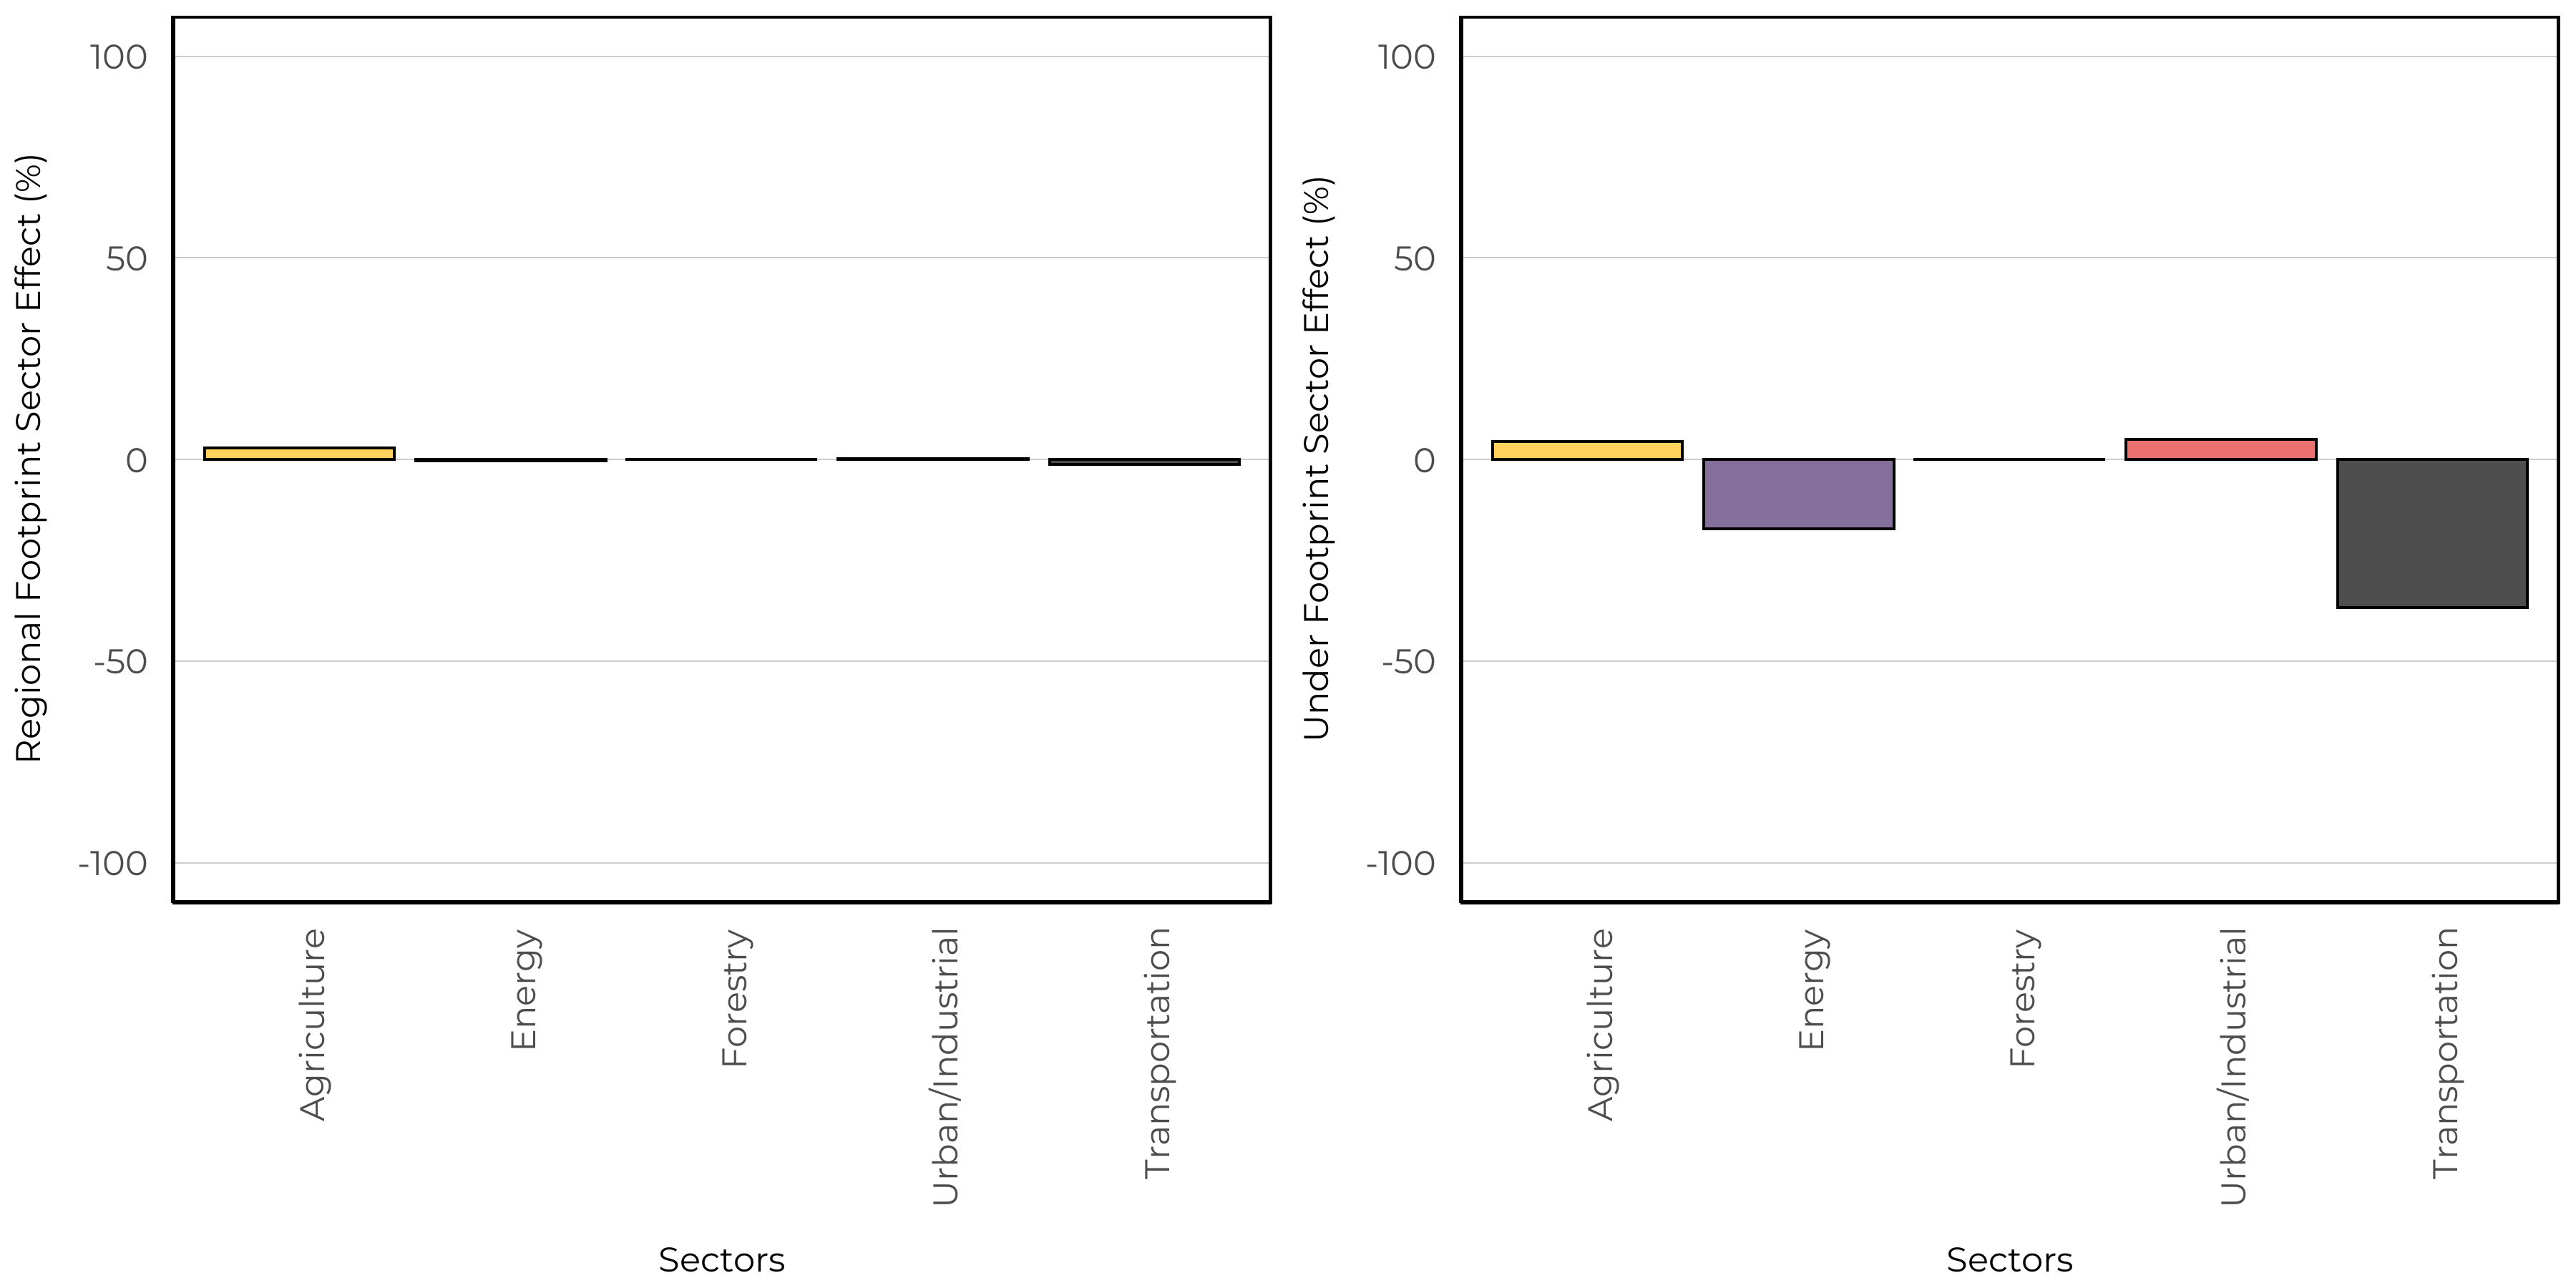 Regional Footprint Sector Effect (%)
100
50
0
-50
-100
Agriculture
Energy
Forestry
Urban/Industrial
Transportation
Sectors
Under Footprint Sector Effect (%)
100
50
0
-50
-100
Agriculture
Energy
Forestry
Urban/Industrial
Transportation
Sectors